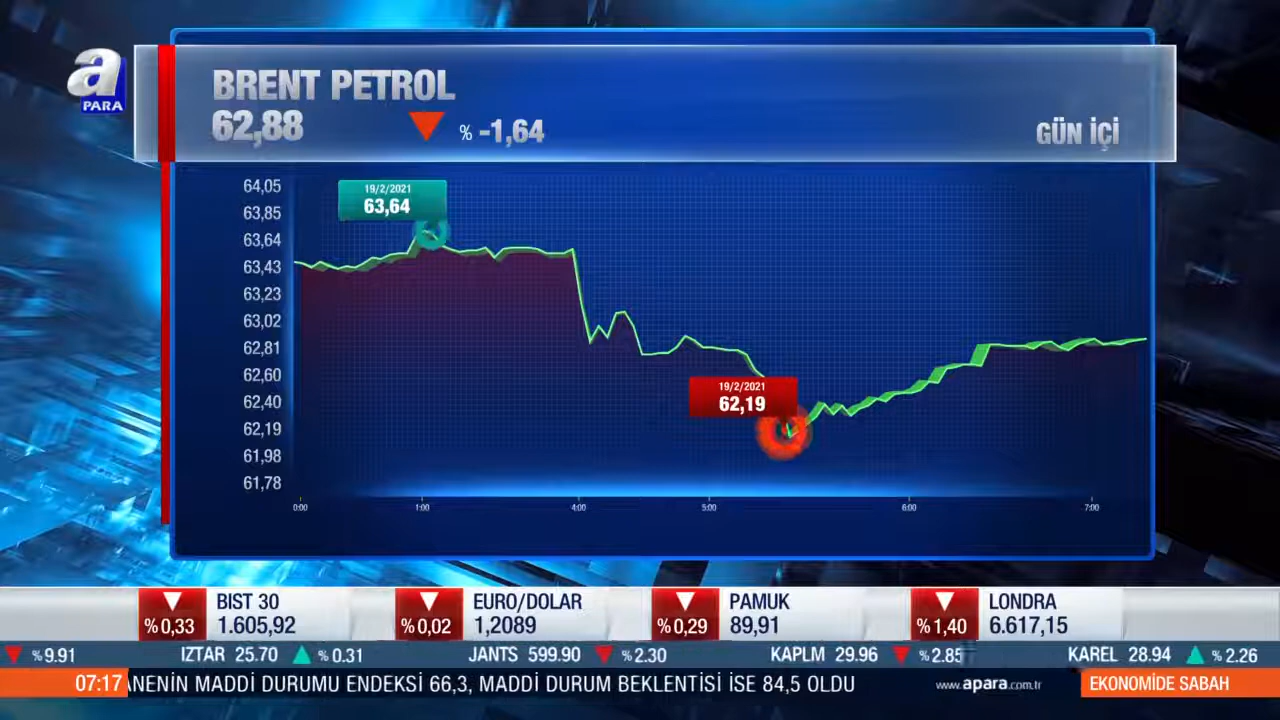 a
PARA
BRENT PETROL
62,88 % -1,64
GÜN İÇİ
64,05
63,85
63,64
63,43
63,23
63,02
62,81
62,60
62,40
62,19
61,98
61,78
19/2/2021
63,64
19/2/2021
62,19
0:00 1:00 4:00 5:00 6:00 7:00
BIST 30
%0,33 1.605,92
EURO/DOLAR
%0,02 1,2089
PAMUK
%0,29 89,91
LONDRA
%1,40 6.617,15
%9.91 IZTAR 25.70 %0.31 JANTS 599.90 %2.30 KAPLM 29.96 %2.85 KAREL 28.94 %2.26
07:17 MADDİ DURUMU ENDEKSİ 66,3, MADDİ DURUM BEKLENTİSİ İSE 84,5 OLDU www.apara.com.tr EKONOMİDE SABAH